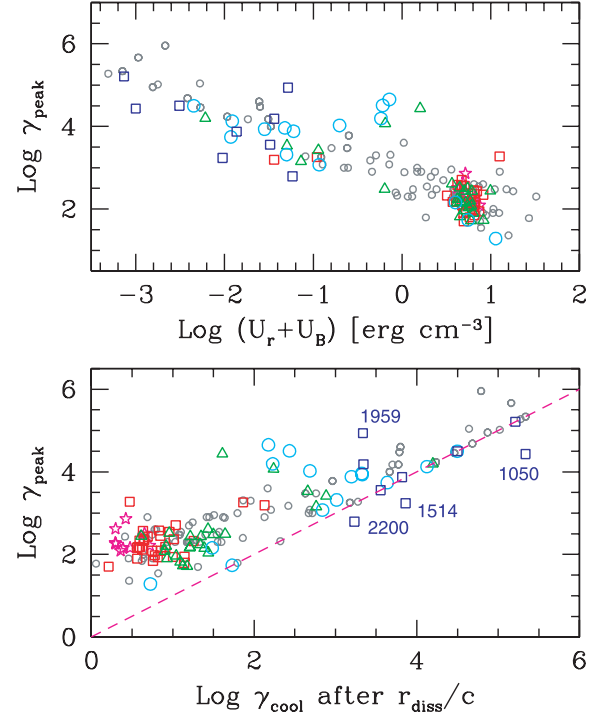 6
4
2
Log γpeak
−3 −2 −1 0 1 2
Log (Ur+UB) [erg cm−3]
6
4
2
0
Log γpeak
1959
1050
1514
2200
0 2 4 6
Log γcool after rdiss/c